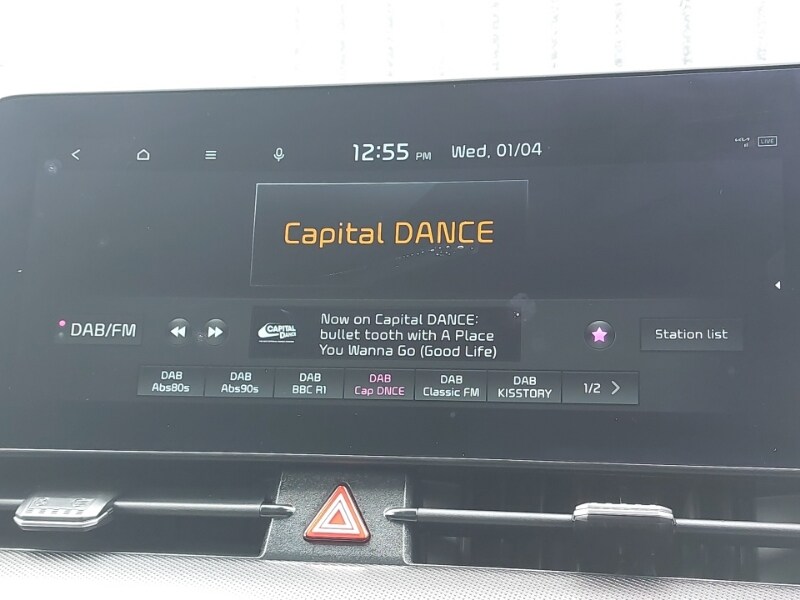 12:55 PM Wed, 01/04
LIVE
Capital DANCE
DAB/FM
CAPITAL
DANCE
Now on Capital DANCE:
bullet tooth with A Place
You Wanna Go (Good Life)
Station list
DAB
Abs80s
DAB
Abs90s
DAB
BBC R1
DAB
Cap DNCE
DAB
Classic FM
DAB
KISSTORY
1/2